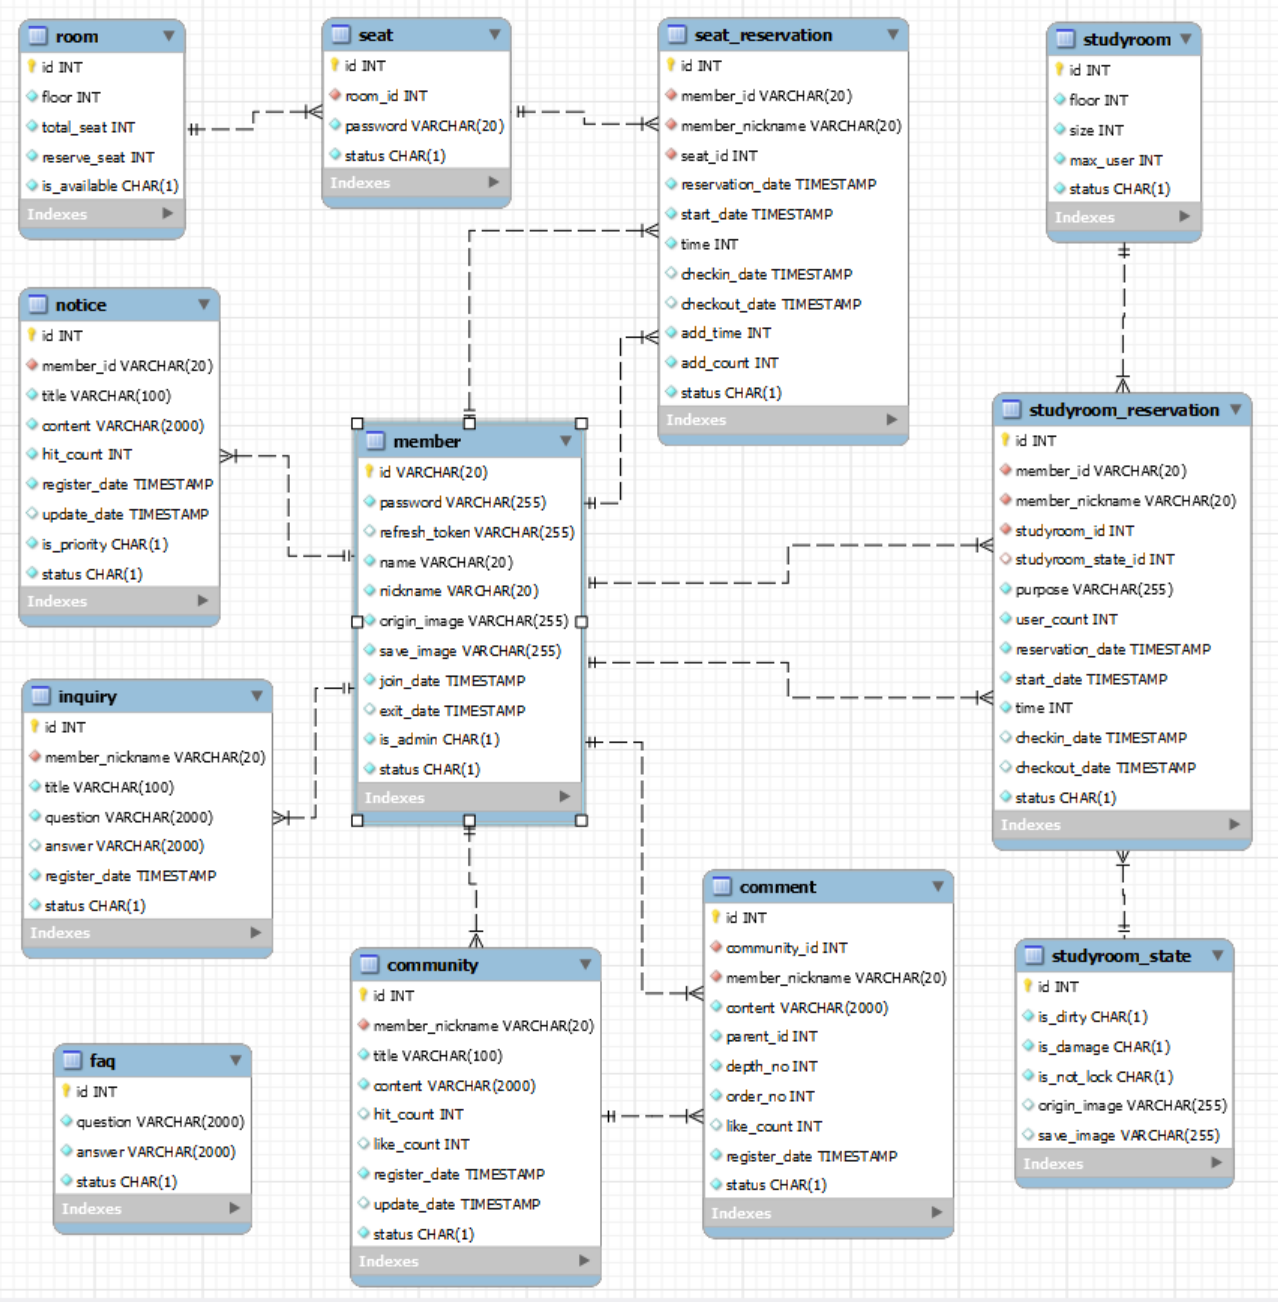 room
id INT
floor INT
total_seat INT
reserve_seat INT
is_available CHAR(1)
Indexes
seat
id INT
room_id INT
password VARCHAR(20)
status CHAR(1)
Indexes
seat_reservation
id INT
member_id VARCHAR(20)
member_nickname VARCHAR(20)
seat_id INT
reservation_date TIMESTAMP
start_date TIMESTAMP
time INT
checkin_date TIMESTAMP
checkout_date TIMESTAMP
add_time INT
add_count INT
status CHAR(1)
Indexes
studyroom
id INT
floor INT
size INT
max_user INT
status CHAR(1)
Indexes
notice
id INT
member_id VARCHAR(20)
title VARCHAR(100)
content VARCHAR(2000)
hit_count INT
register_date TIMESTAMP
update_date TIMESTAMP
is_priority CHAR(1)
status CHAR(1)
Indexes
member
id VARCHAR(20)
password VARCHAR(255)
refresh_token VARCHAR(255)
name VARCHAR(20)
nickname VARCHAR(20)
origin_image VARCHAR(255)
save_image VARCHAR(255)
join_date TIMESTAMP
exit_date TIMESTAMP
is_admin CHAR(1)
status CHAR(1)
Indexes
studyroom_reservation
id INT
member_id VARCHAR(20)
member_nickname VARCHAR(20)
studyroom_id INT
studyroom_state_id INT
purpose VARCHAR(255)
user_count INT
reservation_date TIMESTAMP
start_date TIMESTAMP
time INT
checkin_date TIMESTAMP
checkout_date TIMESTAMP
status CHAR(1)
Indexes
inquiry
id INT
member_nickname VARCHAR(20)
title VARCHAR(100)
question VARCHAR(2000)
answer VARCHAR(2000)
register_date TIMESTAMP
status CHAR(1)
Indexes
comment
id INT
community_id INT
member_nickname VARCHAR(20)
content VARCHAR(2000)
parent_id INT
depth_no INT
order_no INT
like_count INT
register_date TIMESTAMP
status CHAR(1)
Indexes
community
id INT
member_nickname VARCHAR(20)
title VARCHAR(100)
content VARCHAR(2000)
hit_count INT
like_count INT
register_date TIMESTAMP
update_date TIMESTAMP
status CHAR(1)
Indexes
studyroom_state
id INT
is_dirty CHAR(1)
is_damage CHAR(1)
is_not_lock CHAR(1)
origin_image VARCHAR(255)
save_image VARCHAR(255)
Indexes
faq
id INT
question VARCHAR(2000)
answer VARCHAR(2000)
status CHAR(1)
Indexes